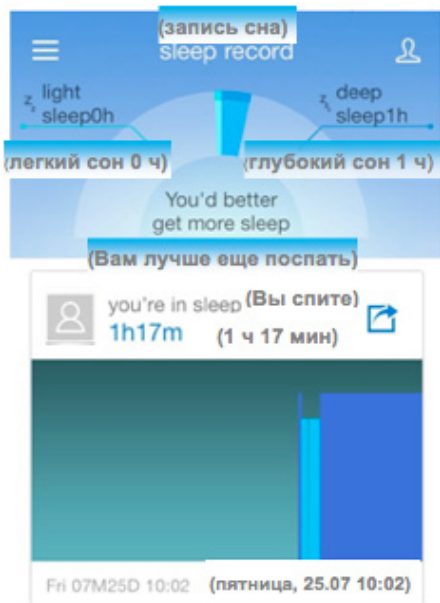 (запись сна)
sleep record
light
sleep0h
deep
sleep1h
(легкий сон 0 ч)
(глубокий сон 1 ч)
You'd better
get more sleep
(Вам лучше еще поспать)
you're in sleep (Вы спите)
1h17m (1 ч 17 мин)
Fri 07M25D 10:02 (пятница, 25.07 10:02)